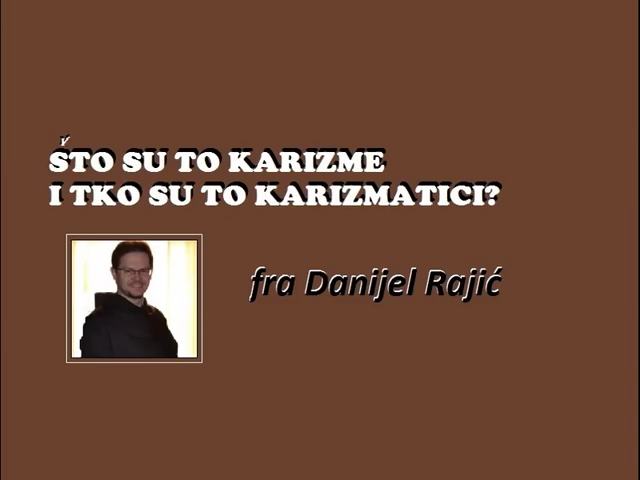 ŠTO SU TO KARIZME
I TKO SU TO KARIZMATICI?
fra Danijel Rajić